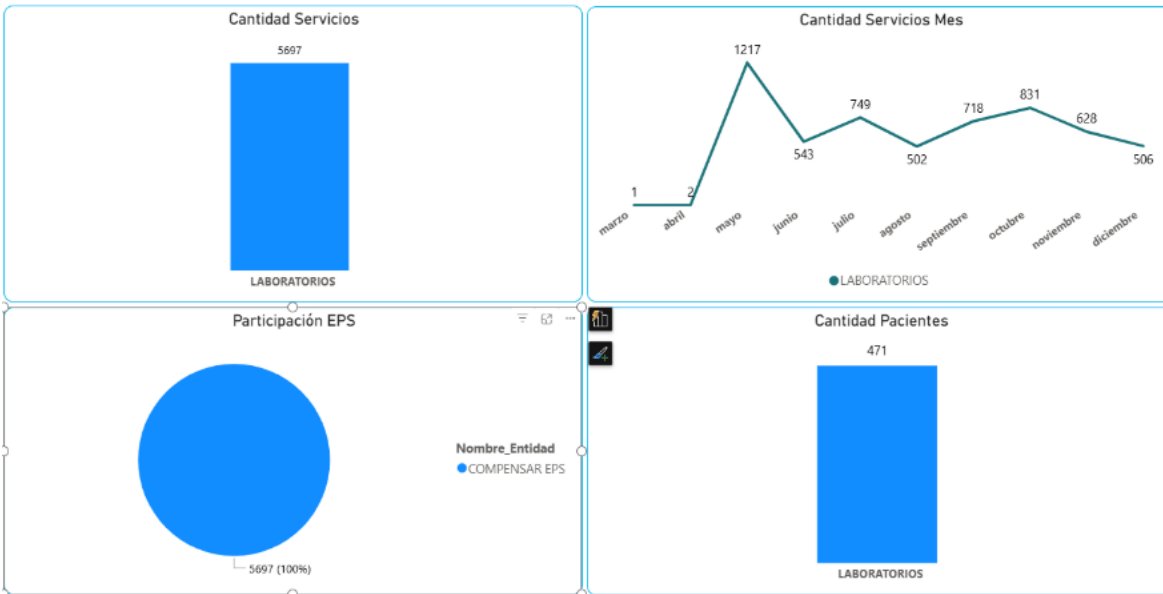 Cantidad Servicios
5697
LABORATORIOS
Cantidad Servicios Mes
1217
831
749
718
628
543
502
506
1
2
marzo
abril
mayo
junio
julio
agosto
septiembre
octubre
noviembre
diciembre
LABORATORIOS
Participación EPS
Nombre_Entidad
COMPENSAR EPS
5697 (100%)
Cantidad Pacientes
471
LABORATORIOS